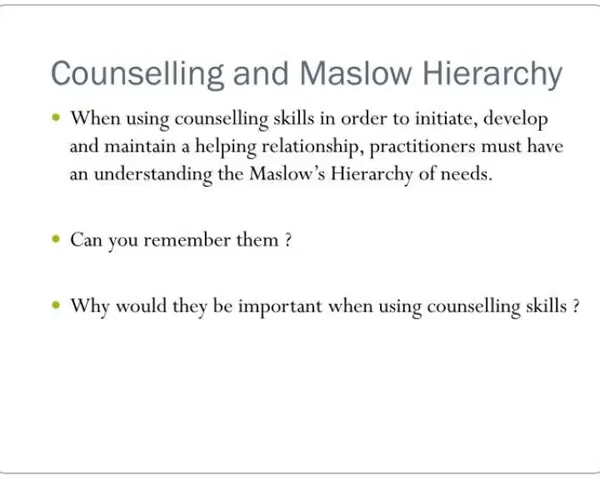 Counselling and Maslow Hierarchy
• When using counselling skills in order to initiate, develop
and maintain a helping relationship, practitioners must have
an understanding the Maslow's Hierarchy of needs.
• Can you remember them ?
• Why would they be important when using counselling skills ?